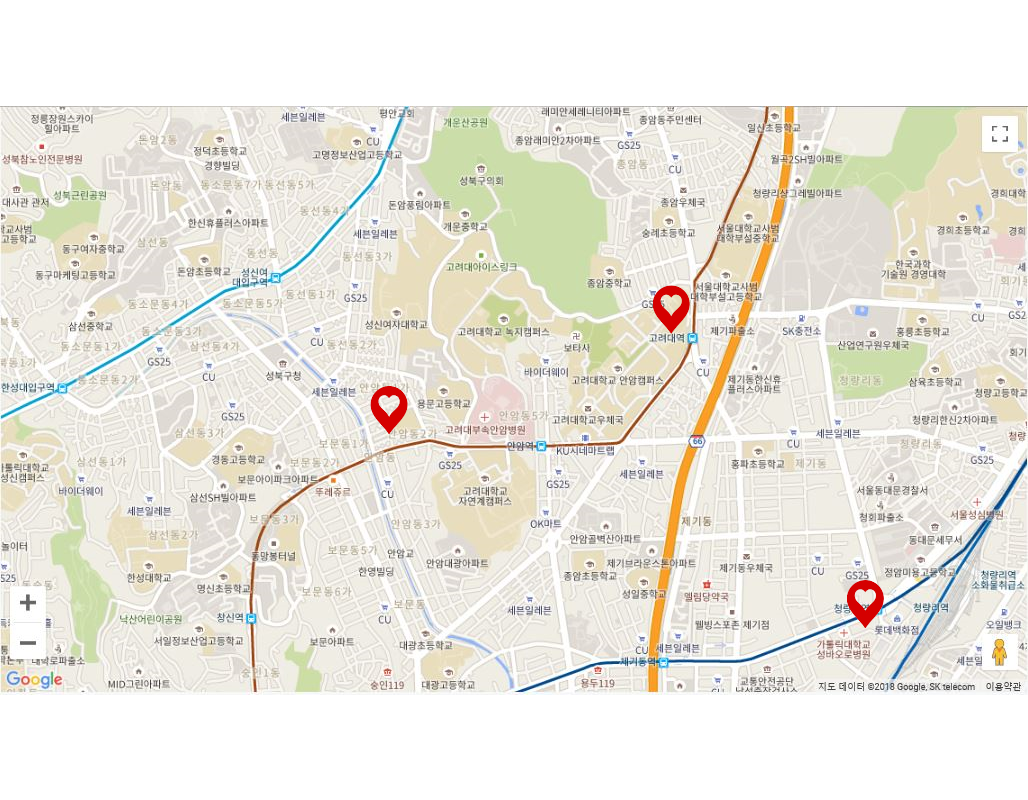 평안교회
정릉장원스카이
힐아파트
세븐일레븐
개운산공원
래미안세레니티아파트
종암동주민센터
일신초등학교
돈암2동
정덕초등학교
경향빌딩
CU
고명정보산업고등학교
종암래미안2차아파트
GS25
종암동
CU
월곡2SH빌아파트
성북참노인전문병원
성북구의회
동소문동7가
동선동5가
돈암동
성북근린공원
대사관 관저
청량리상그레빌아파트
경희대학
돈암풍림아파트
종암우체국
한신휴플러스아파트
동선동4가
개운중학교
서울대학교사범
대학부설중학교
고등학교
삼선동
세븐일레븐
숭례초등학교
경희초등학교
동구여자중학교
동선동
동선동3가
동구마케팅고등학교
돈암초등학교
성신여
대입구역
고려대아이스링크
종암중학교
한국과학
기술원 경영대학
서울대학교사범
대학부설고등학교
동소문동4가
동소문동5가
동선동1가
GS25
삼선중학교
동소문동3가
동소문동1가
성신여자대학교
고려대학교 녹지캠퍼스
고려대역
제기파출소
SK충전소
CU
홍릉초등학교
CU
동선동2가
보타사
산업연구원우체국
GS25
CU
성북구청
바이더웨이
고려대학교 안암캠퍼스
CU
제기동한신휴
플러스아파트
청량리동
삼육초등학교
한성대입구역
동소문동2가
세븐일레븐
안암동1가
용문고등학교
안암동5가
고려대학교우체국
청량리한신2차아파트
청량고등학교
GS25
삼선동3가
보문동1가
안암동2가
고려대부속안암병원
안암역
KU시네마트랩
66
CU
세븐일레븐
청량리동
경동고등학교
안암동
GS25
보문동2가
보문아이파크아파트
홍파초등학교
제기동
가톨릭대학교
성신캠퍼스
삼선동2가
바이더웨이
삼선SH빌아파트
뚜레쥬르
CU
고려대학교
자연계캠퍼스
GS25
세븐일레븐
서울동대문경찰서
서울성심병원
세븐일레븐
보문동3가
안암동3가
OK마트
제기동
청회파출소
삼선동2가
안암골벽산아파트
동대문세무서
놀이터
동망봉터널
보문동5가
안암교
안암대광아파트
제기브라운스톤아파트
제기동우체국
CU
GS25
정화미용고등학교
한성대학교
한영빌딩
종암초등학교
청량리역
소화물취급소
명신초등학교
보문동6가
보문동
성일중학교
엘림당약국
청량리역
낙산어린이공원
창신역
세븐일레븐
웰빙스포존 제기점
롯데백화점
오일뱅크
서일정보산업고등학교
보문아파트
대광초등학교
CU
세븐일레븐
가톨릭대학교
성바오로병원
제기동역
MID그린아파트
숭인1동
숭인119
대광고등학교
용두119
CU
교통안전공단
Google
지도 데이터 ©2018 Google, SK telecom
이용약관